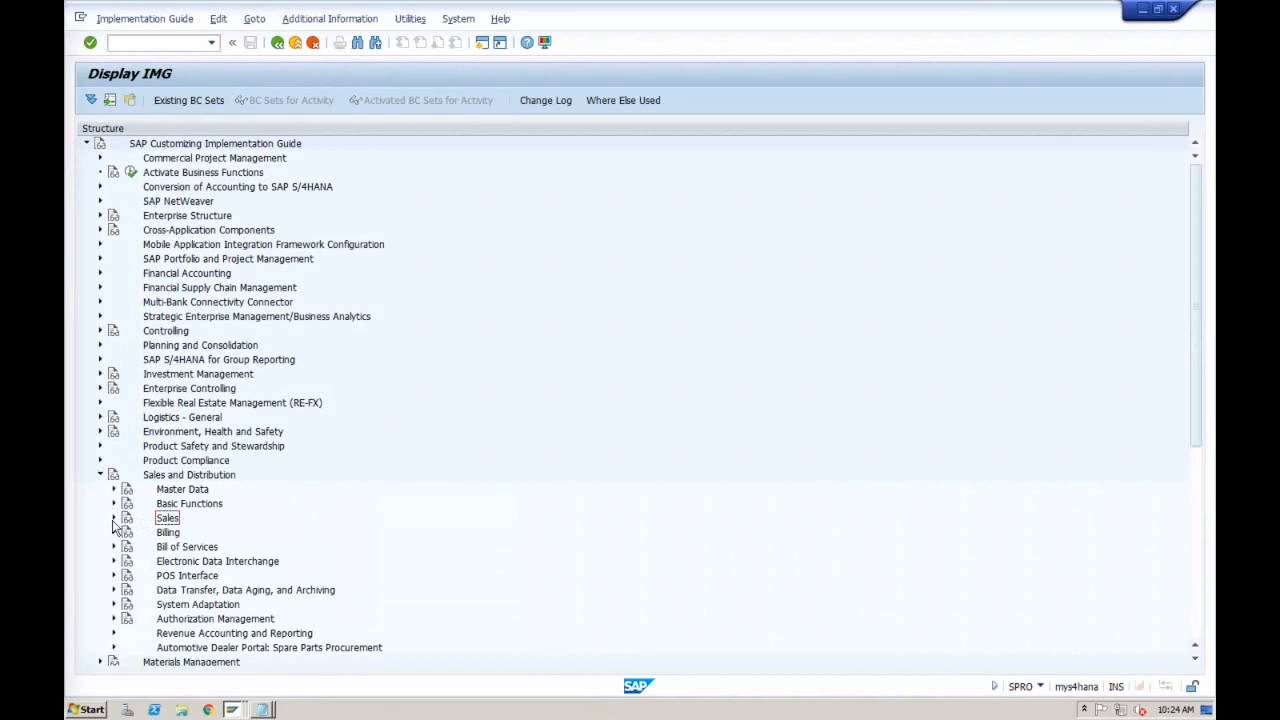 Implementation Guide Edit Goto Additional Information Utilities System Help
Display IMG
Existing BC Sets BC Sets for Activity Activated BC Sets for Activity Change Log Where Else Used
Structure
SAP Customizing Implementation Guide
Commercial Project Management
Activate Business Functions
Conversion of Accounting to SAP S/4HANA
SAP NetWeaver
Enterprise Structure
Cross-Application Components
Mobile Application Integration Framework Configuration
SAP Portfolio and Project Management
Financial Accounting
Financial Supply Chain Management
Multi-Bank Connectivity Connector
Strategic Enterprise Management/Business Analytics
Controlling
Planning and Consolidation
SAP S/4HANA for Group Reporting
Investment Management
Enterprise Controlling
Flexible Real Estate Management (RE-FX)
Logistics - General
Environment, Health and Safety
Product Safety and Stewardship
Product Compliance
Sales and Distribution
Master Data
Basic Functions
Sales
Billing
Bill of Services
Electronic Data Interchange
POS Interface
Data Transfer, Data Aging, and Archiving
System Adaptation
Authorization Management
Revenue Accounting and Reporting
Automotive Dealer Portal: Spare Parts Procurement
Materials Management
SAP SPRO mys4hana INS
Start 10:24 AM